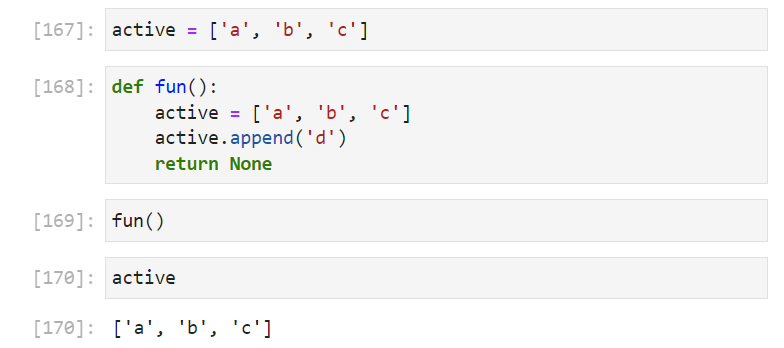 [167]: active = ['a', 'b', 'c']
[168]: def fun():
    active = ['a', 'b', 'c']
    active.append('d')
    return None
[169]: fun()
[170]: active
[170]: ['a', 'b', 'c']